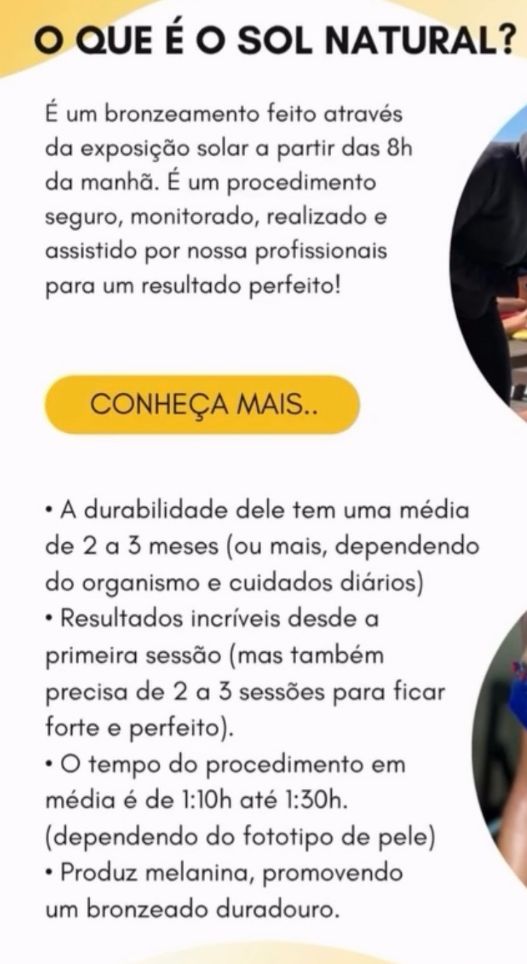 O QUE É O SOL NATURAL?
É um bronzeamento feito através
da exposição solar a partir das 8h
da manhã. É um procedimento
seguro, monitorado, realizado e
assistido por nossa profissionais
para um resultado perfeito!
CONHEÇA MAIS..
• A durabilidade dele tem uma média
de 2 a 3 meses (ou mais, dependendo
do organismo e cuidados diários)
• Resultados incríveis desde a
primeira sessão (mas também
precisa de 2 a 3 sessões para ficar
forte e perfeito).
• O tempo do procedimento em
média é de 1:10h até 1:30h.
(dependendo do fototipo de pele)
• Produz melanina, promovendo
um bronzeado duradouro.